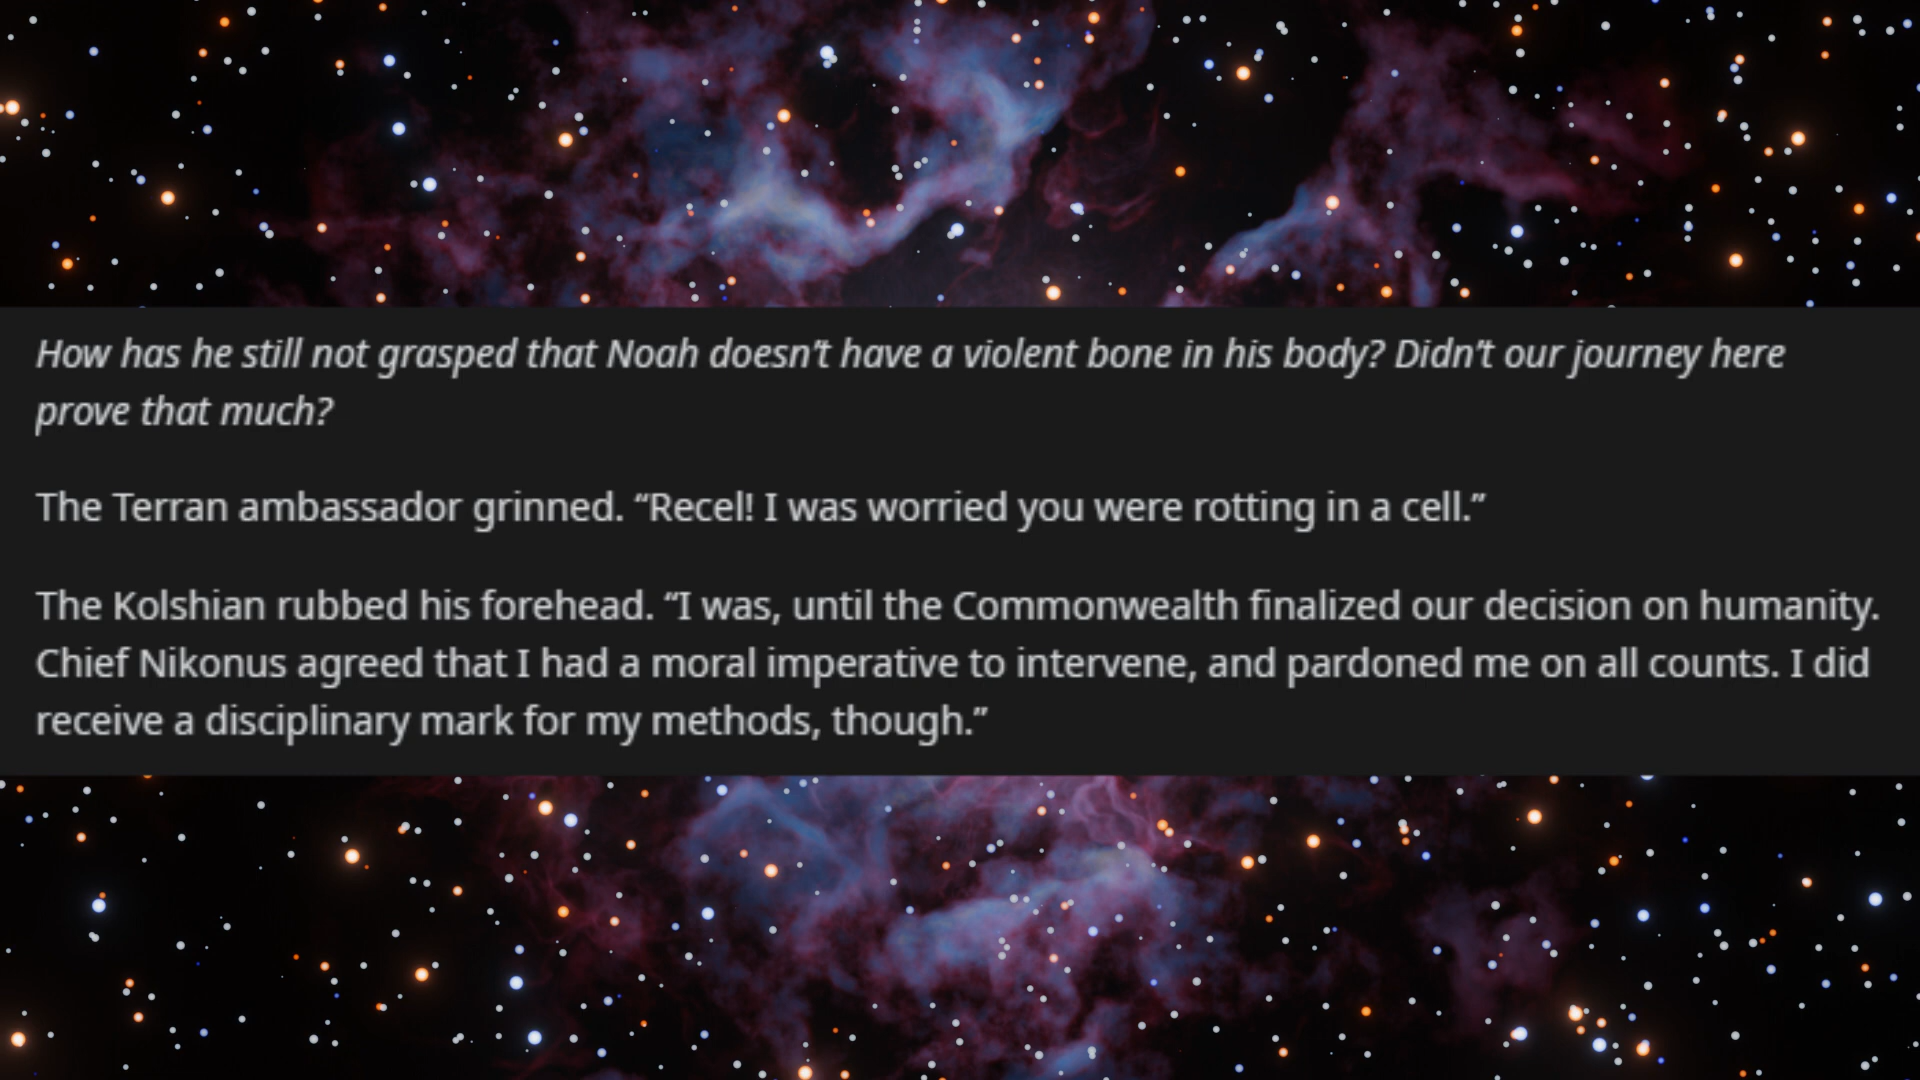 How has he still not grasped that Noah doesn’t have a violent bone in his body? Didn’t our journey here
prove that much?
The Terran ambassador grinned. “Recel! I was worried you were rotting in a cell.”
The Kolshian rubbed his forehead. “I was, until the Commonwealth finalized our decision on humanity.
Chief Nikonus agreed that I had a moral imperative to intervene, and pardoned me on all counts. I did
receive a disciplinary mark for my methods, though.”